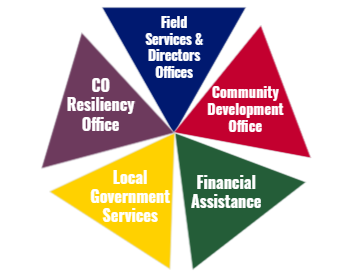 Field
Services &
Directors
Offices
Community
Development
Office
Financial
Assistance
Local
Government
Services
CO
Resiliency
Office